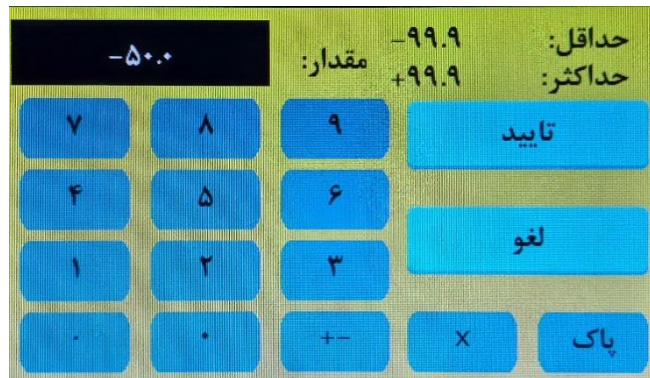 حداقل: -۹۹.۹
حداکثر: +۹۹.۹
مقدار: -۵۰.۰
۷ ۸ ۹ تایید
۴ ۵ ۶
لغو
۱ ۲ ۳
. ۰ +- X پاک